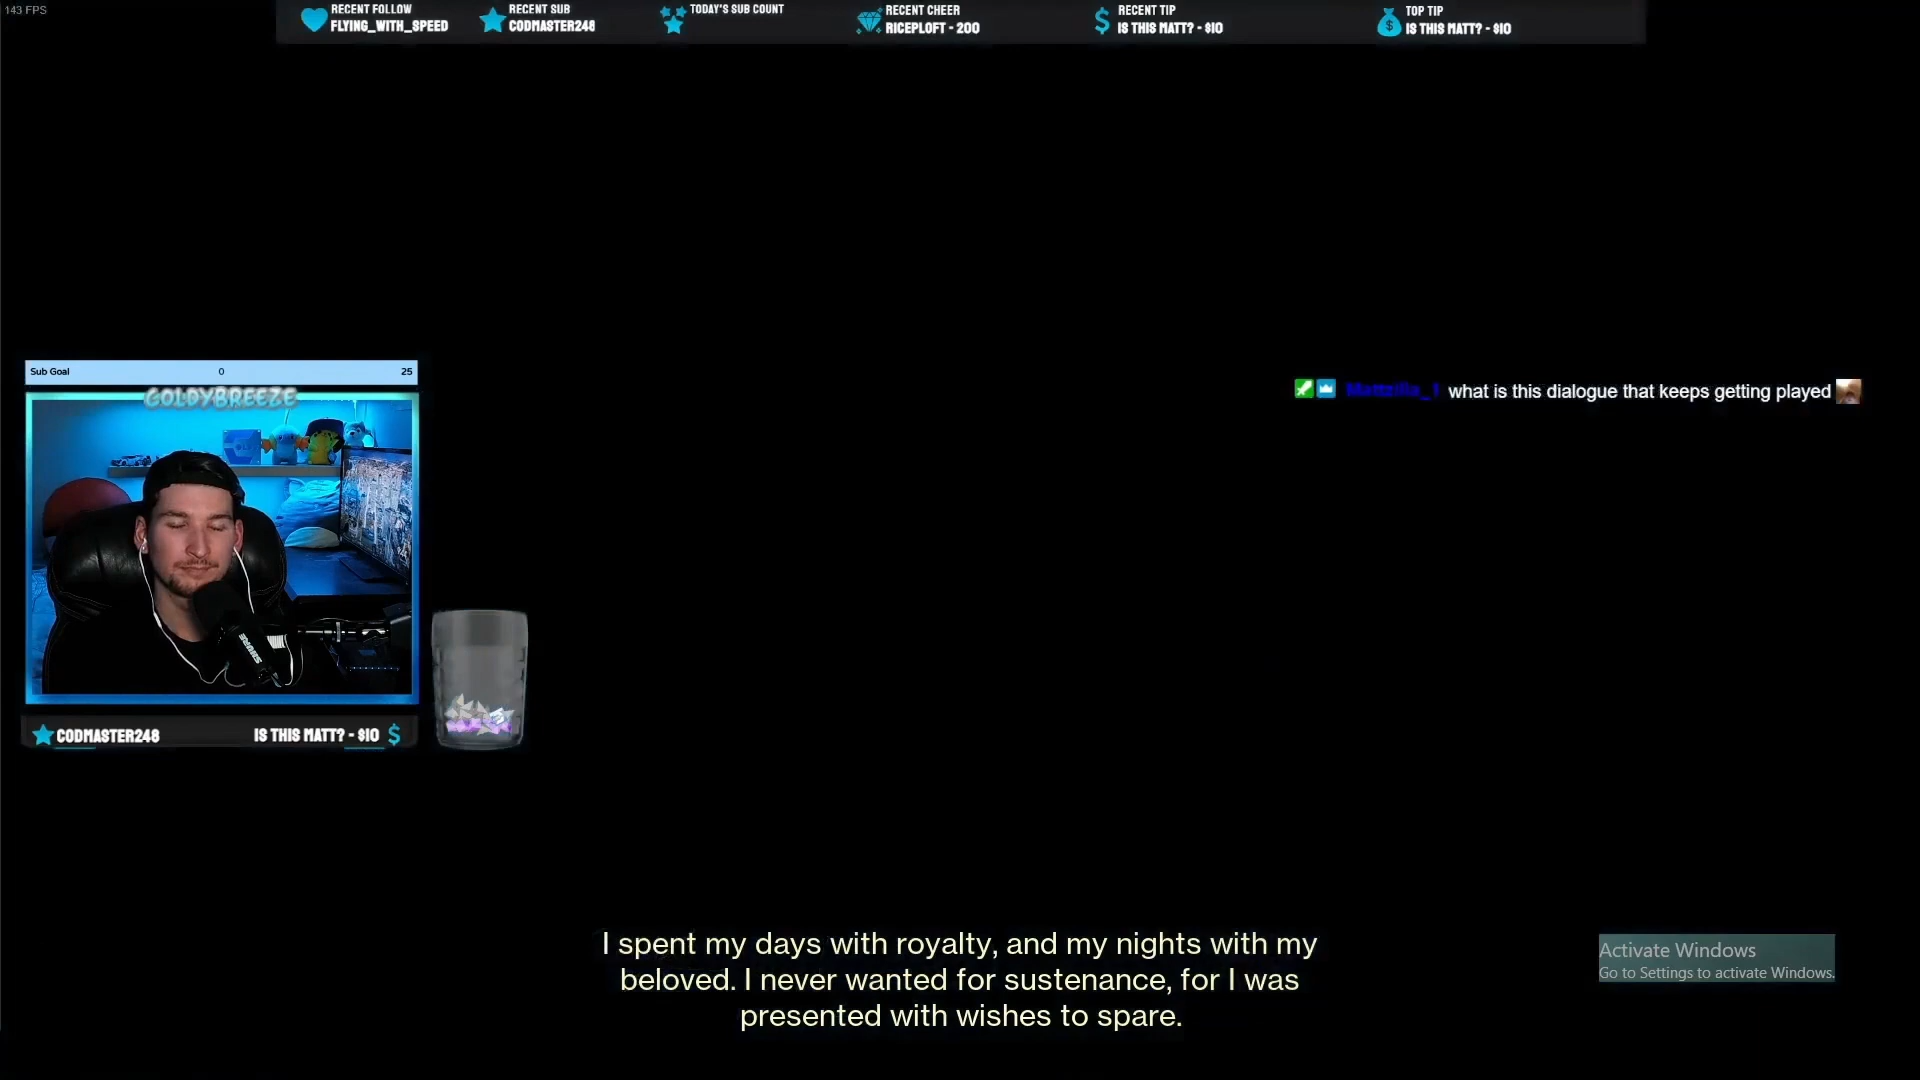 143 FPS
RECENT FOLLOW
FLYING_WITH_SPEED
RECENT SUB
CODMASTER248
TODAY'S SUB COUNT
RECENT CHEER
RICEPLOFT - 200
RECENT TIP
IS THIS MATT? - $10
TOP TIP
IS THIS MATT? - $10
Sub Goal 0 25
GOLDYBREEZE
Mattzilla_1 what is this dialogue that keeps getting played
SHURE
CODMASTER248 IS THIS MATT? - $10
I spent my days with royalty, and my nights with my
beloved. I never wanted for sustenance, for I was
presented with wishes to spare.
Activate Windows
Go to Settings to activate Windows.